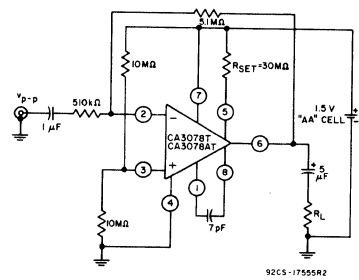 5.1MΩ
10MΩ
RSET=30MΩ
Vp-p
510kΩ
1 µF
7
5
2
CA3078T
CA3078AT
6
1.5 V
"AA" CELL
3
+
-
1
8
4
7pF
5
µF
10MΩ
RL
92CS-17555R2